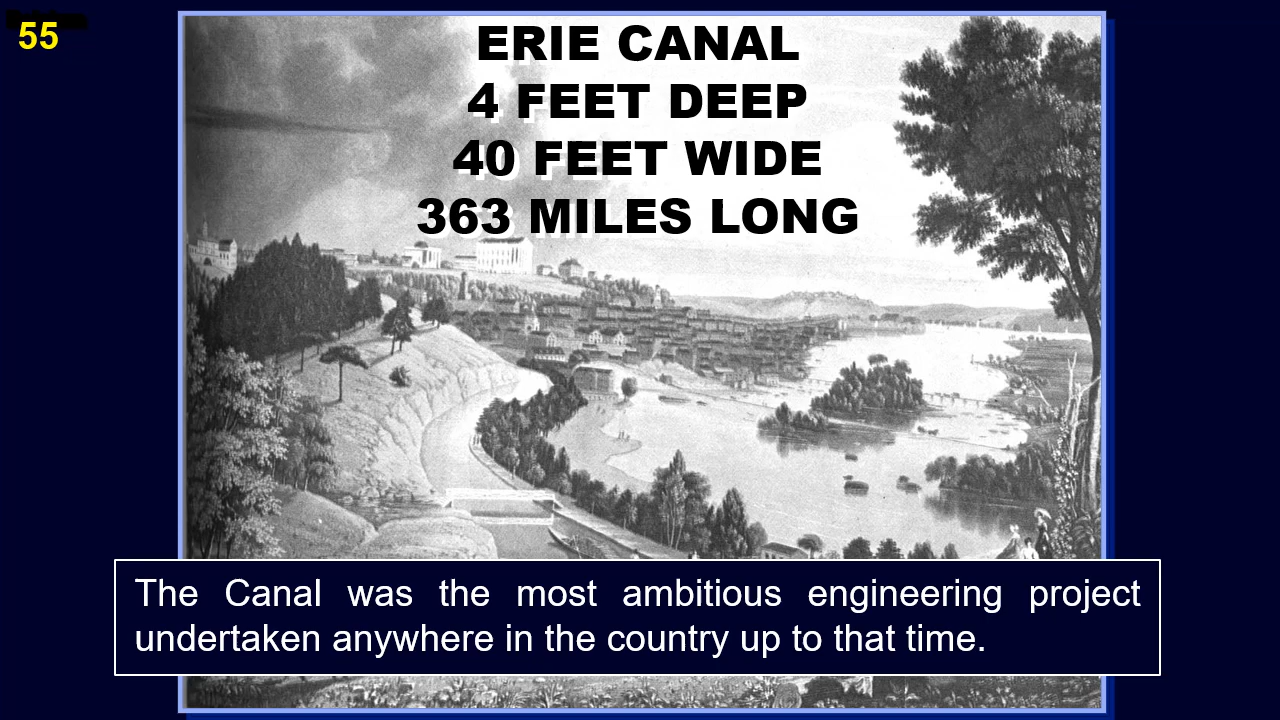 55
ERIE CANAL
4 FEET DEEP
40 FEET WIDE
363 MILES LONG
The Canal was the most ambitious engineering project
undertaken anywhere in the country up to that time.